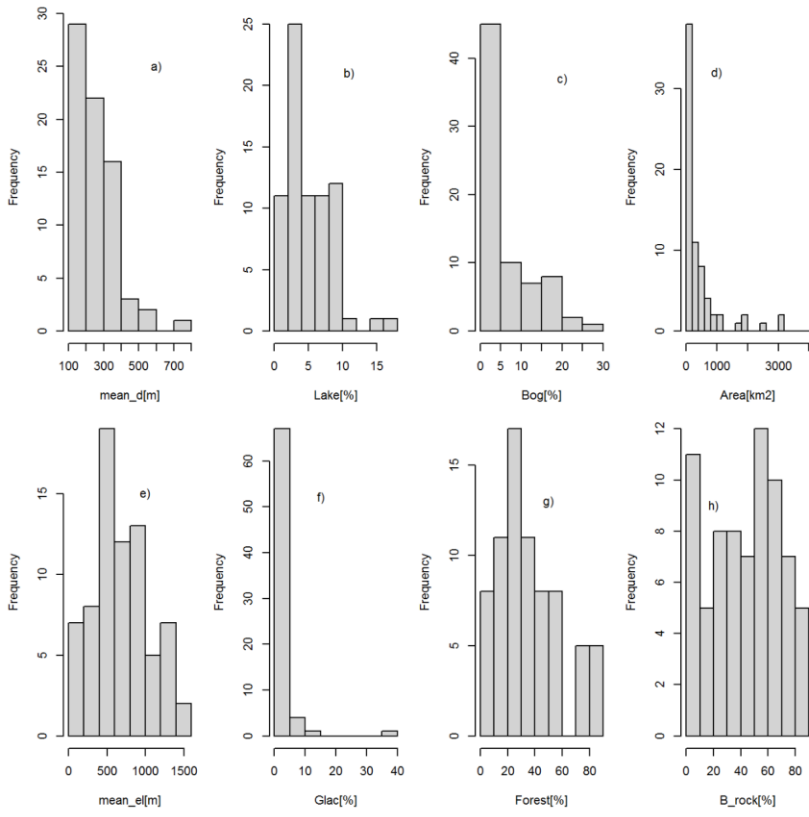 a)
Frequency
0 5 10 15 20 25 30
100 300 500 700
mean_d[m]
b)
Frequency
0 5 10 15 20 25
0 5 10 15
Lake[%]
c)
Frequency
0 10 20 30 40
0 5 10 20 30
Bog[%]
d)
Frequency
0 10 20 30
0 1000 3000
Area[km2]
e)
Frequency
0 5 10 15
0 500 1000 1500
mean_el[m]
f)
Frequency
0 10 20 30 40 50 60
0 10 20 30 40
Glac[%]
g)
Frequency
0 5 10 15
0 20 40 60 80
Forest[%]
h)
Frequency
0 2 4 6 8 10 12
0 20 40 60 80
B_rock[%]